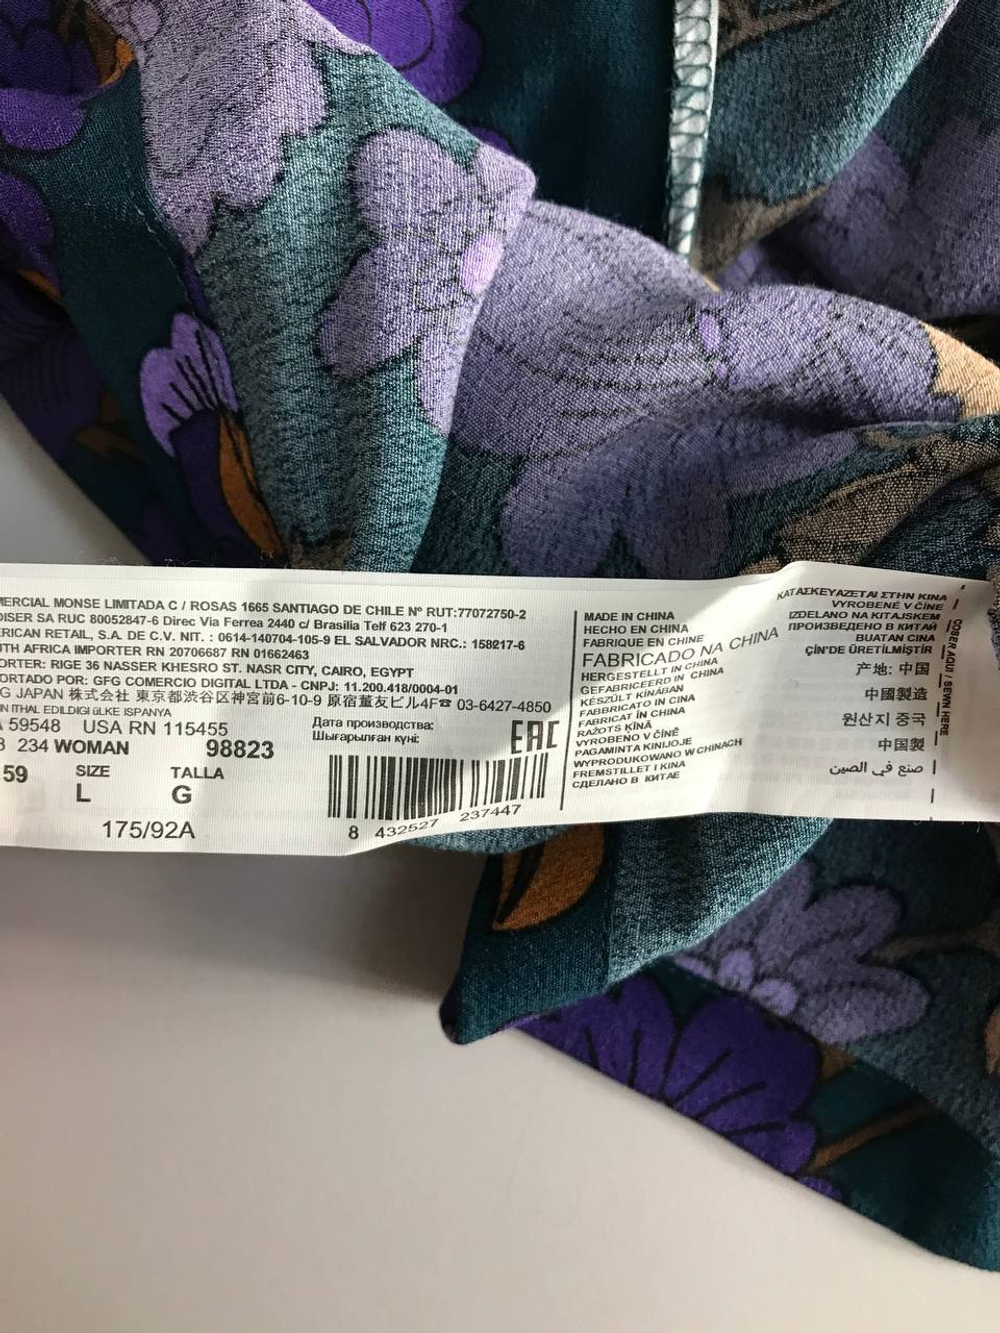 MERCIAL MONSE LIMITADA C / ROSAS 1665 SANTIAGO DE CHILE Nº RUT:77072750-2
DISER SA RUC 80052847-6 Direc Via Ferrea 2440 c/ Brasilia Telf 623 270-1
ERICAN RETAIL, S.A. DE C.V. NIT. : 0614-140704-105-9 EL SALVADOR NRC.: 158217-6
UTH AFRICA IMPORTER RN 20706687 RN 01662463
ORTER: RIGE 36 NASSER KHESRO ST. NASR CITY, CAIRO, EGYPT
ORTADO POR: GFG COMERCIO DIGITAL LTDA - CNPJ: 11.200.418/0004-01
G JAPAN 株式会社 東京都渋谷区神宮前6-10-9 原宿董友ビル4F☎ 03-6427-4850
IN ITHAL EDILDIGI ÜLKE ISPANYA
A 59548 USA RN 115455
8 234 WOMAN 98823
59 SIZE TALLA
L G
175/92A
Дата производства:
Шығарылған күні:
EAC
8 432527 237447
MADE IN CHINA
HECHO EN CHINA
FABRIQUE EN CHINE
FABRICADO NA CHINA
HERGESTELLT IN CHINA
GEFABRICEERD IN CHINA
KÉSZÜLT KÍNÁBAN
FABBRICATO IN CINA
FABRICAT ÎN CHINA
RAŽOTS ĶĪNĀ
VYROBENO V ČÍNĚ
PAGAMINTA KINIJOJE
WYPRODUKOWANO W CHINACH
FREMSTILLET I KINA
СДЕЛАНО В КИТАЕ
ΚΑΤΑΣΚΕΥΑΖΕΤΑΙ ΣΤΗΝ ΚΙΝΑ
VYROBENÉ V ČÍNE
IZDELANO NA KITAJSKEM
ПРОИЗВЕДЕНО В КИТАЙ
BUATAN CINA
ÇİN'DE ÜRETİLMİŞTİR
产地: 中国
中國製造
원산지 중국
中国製
صنع في الصين
COSER AQUI / SEWN HERE